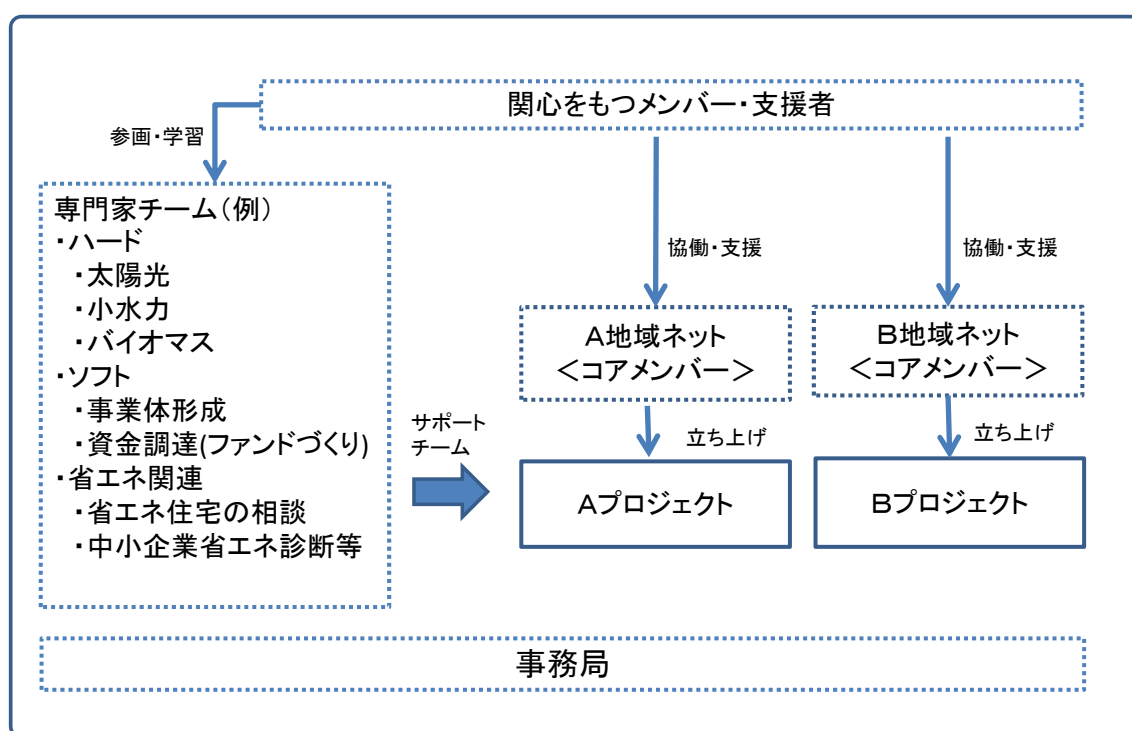 関心をもつメンバー・支援者
参画・学習
専門家チーム(例)
・ハード
・太陽光
・小水力
・バイオマス
・ソフト
・事業体形成
・資金調達(ファンドづくり)
・省エネ関連
・省エネ住宅の相談
・中小企業省エネ診断等
サポート
チーム
協働・支援
A地域ネット
<コアメンバー>
立ち上げ
Aプロジェクト
協働・支援
B地域ネット
<コアメンバー>
立ち上げ
Bプロジェクト
事務局